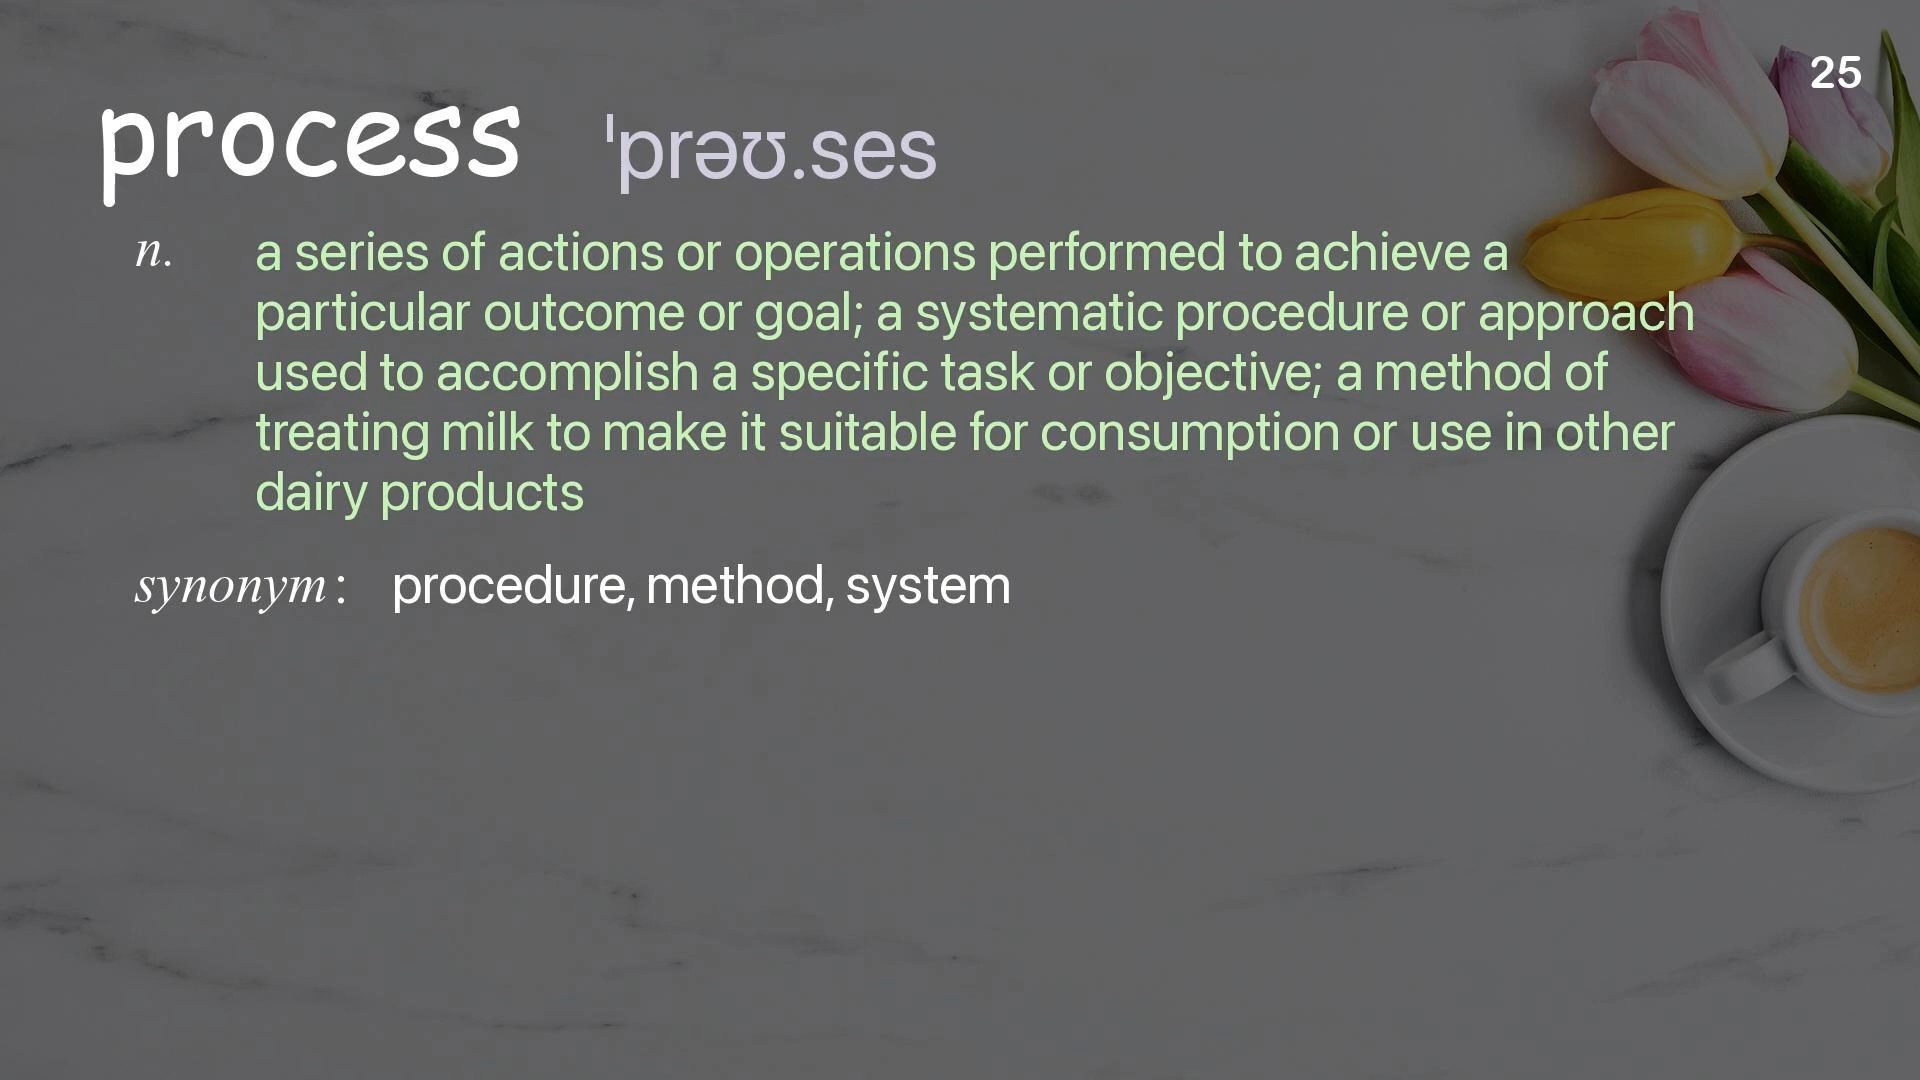 25
process ˈprəʊ.ses
n. a series of actions or operations performed to achieve a
particular outcome or goal; a systematic procedure or approach
used to accomplish a specific task or objective; a method of
treating milk to make it suitable for consumption or use in other
dairy products
synonym: procedure, method, system